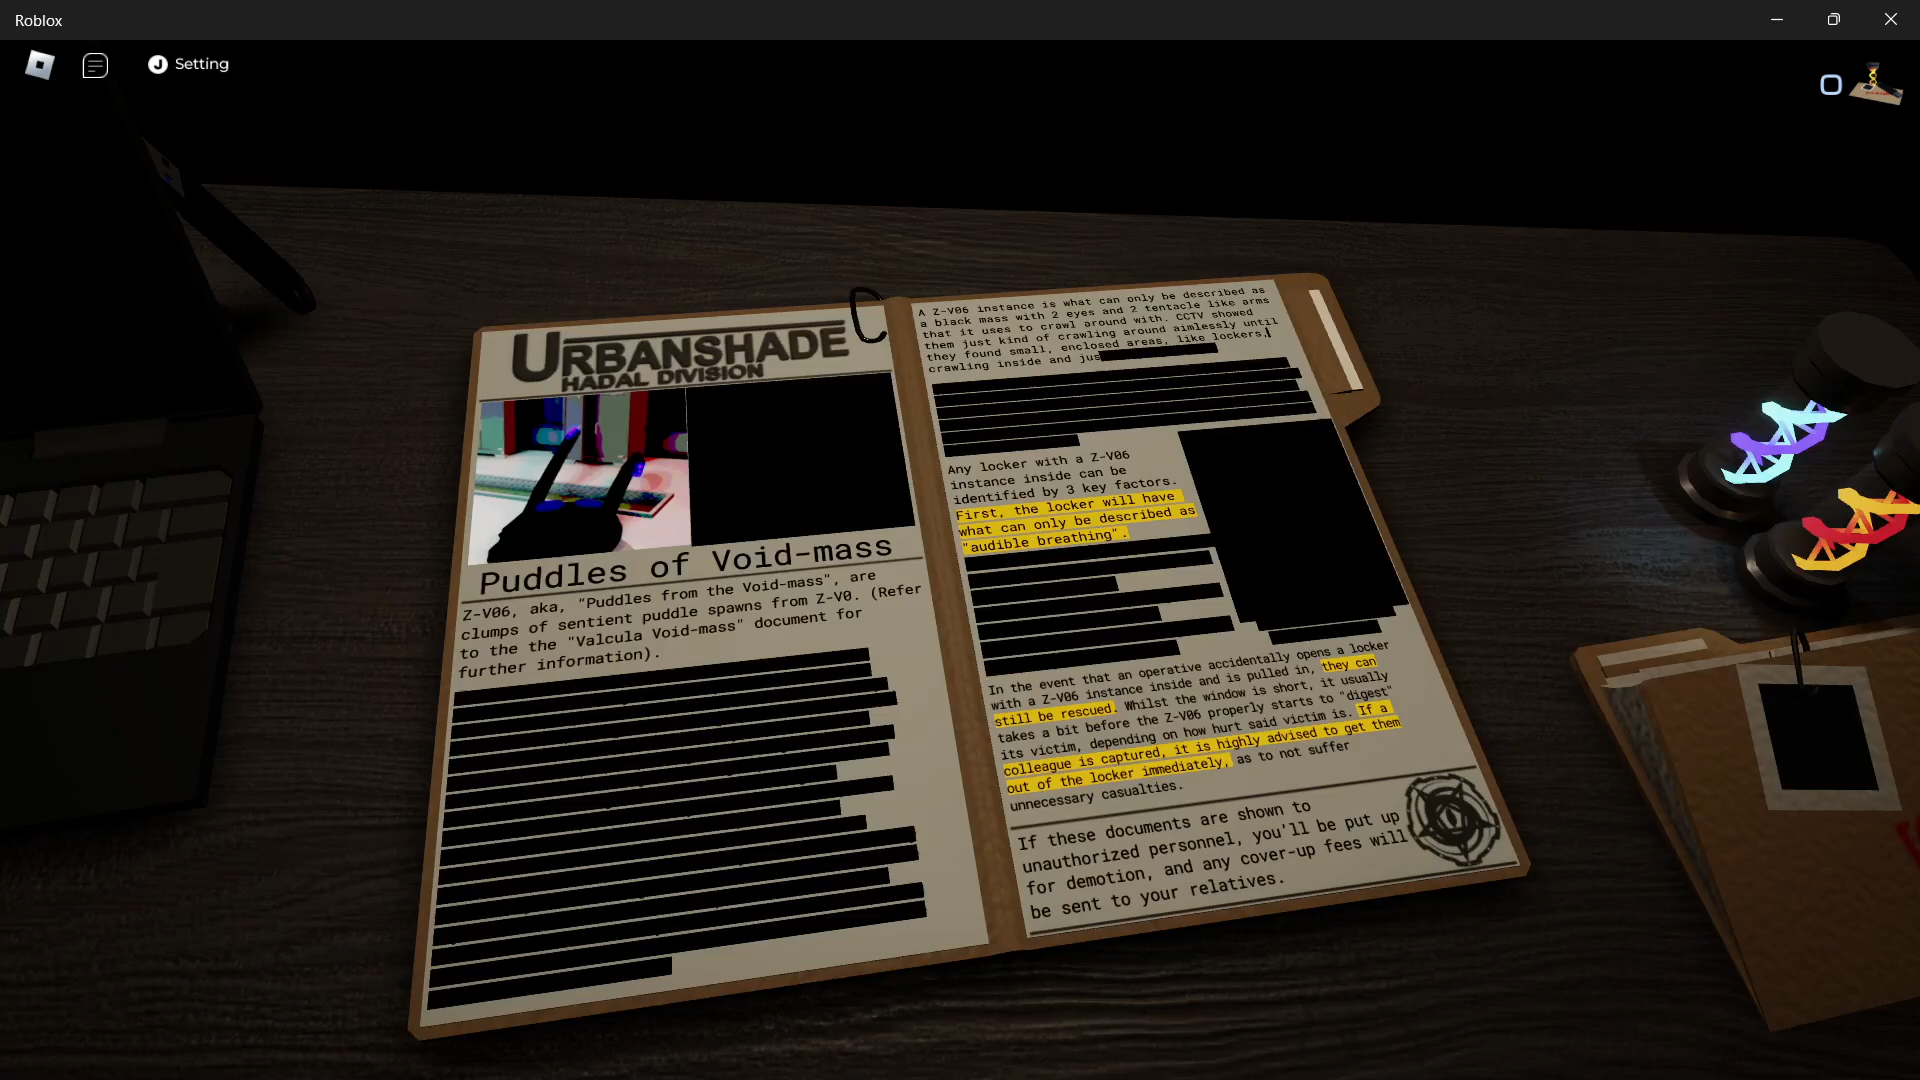 Roblox
J Setting
URBANSHADE
HADAL DIVISION
Puddles of Void-mass
Z-V06, aka, "Puddles from the Void-mass", are
clumps of sentient puddle spawns from Z-V0. (Refer
to the the "Valcula Void-mass" document for
further information).
A Z-V06 instance is what can only be described as
a black mass with 2 eyes and 2 tentacle like arms
that it uses to crawl around with. CCTV showed
them just kind of crawling around aimlessly until
they found small, enclosed areas, like lockers,
crawling inside and jus
Any locker with a Z-V06
instance inside can be
identified by 3 key factors.
First, the locker will have
what can only be described as
"audible breathing".
In the event that an operative accidentally opens a locker
with a Z-V06 instance inside and is pulled in, they can
still be rescued. Whilst the window is short, it usually
takes a bit before the Z-V06 properly starts to "digest"
its victim, depending on how hurt said victim is. If a
colleague is captured, it is highly advised to get them
out of the locker immediately, as to not suffer
unnecessary casualties.
If these documents are shown to
unauthorized personnel, you'll be put up
for demotion, and any cover-up fees will
be sent to your relatives.